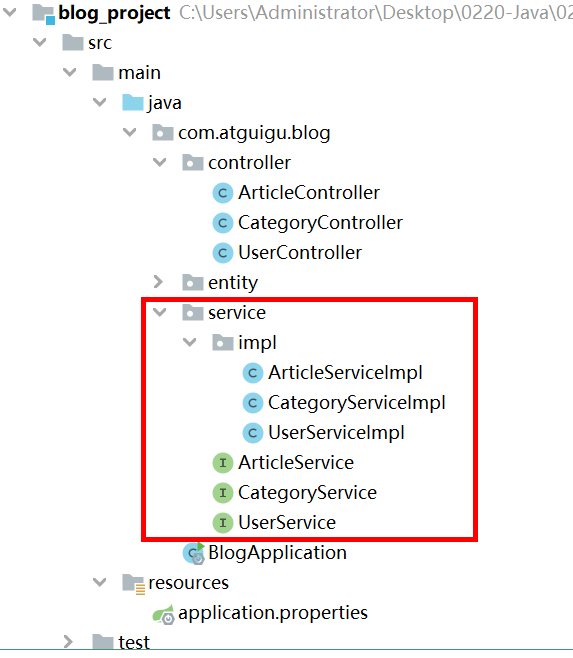 blog_project C:\Users\Administrator\Desktop\0220-Java\02
src
main
java
com.atguigu.blog
controller
C ArticleController
C CategoryController
C UserController
entity
service
impl
C ArticleServiceImpl
C CategoryServiceImpl
C UserServiceImpl
I ArticleService
I CategoryService
I UserService
BlogApplication
resources
application.properties
test